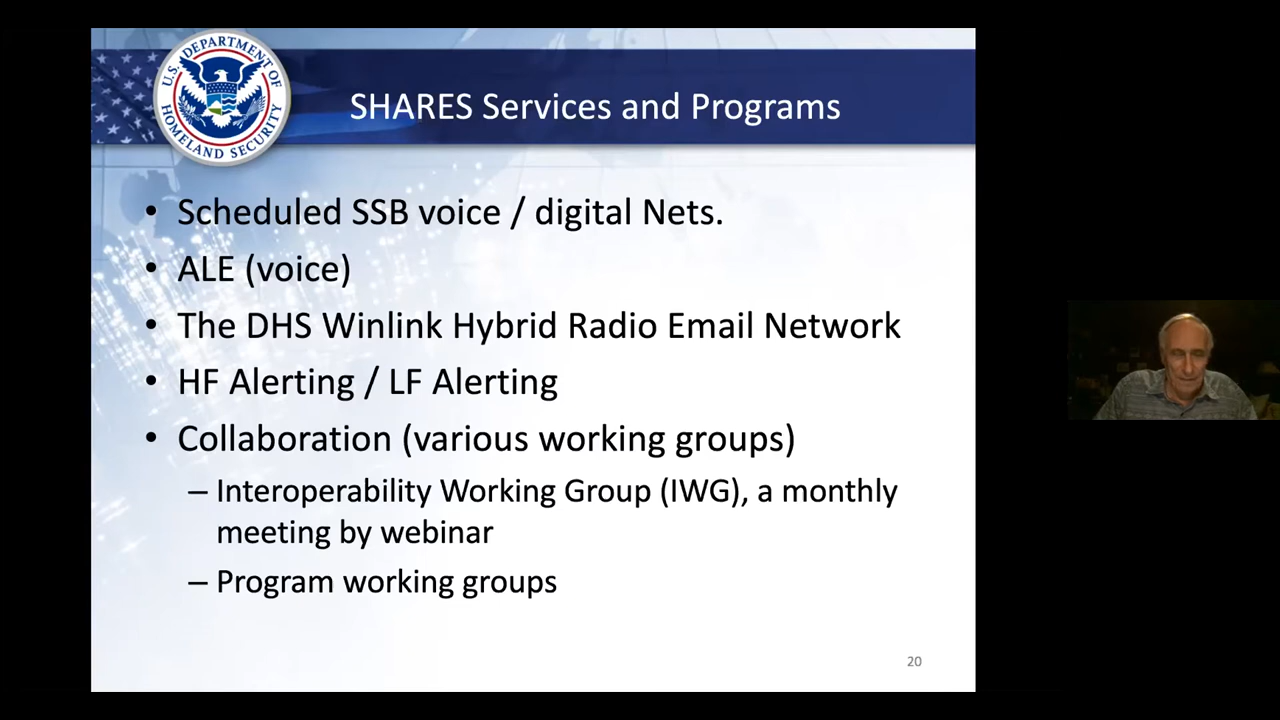 U.S. DEPARTMENT OF
HOMELAND SECURITY
SHARES Services and Programs
• Scheduled SSB voice / digital Nets.
• ALE (voice)
• The DHS Winlink Hybrid Radio Email Network
• HF Alerting / LF Alerting
• Collaboration (various working groups)
– Interoperability Working Group (IWG), a monthly
meeting by webinar
– Program working groups
20